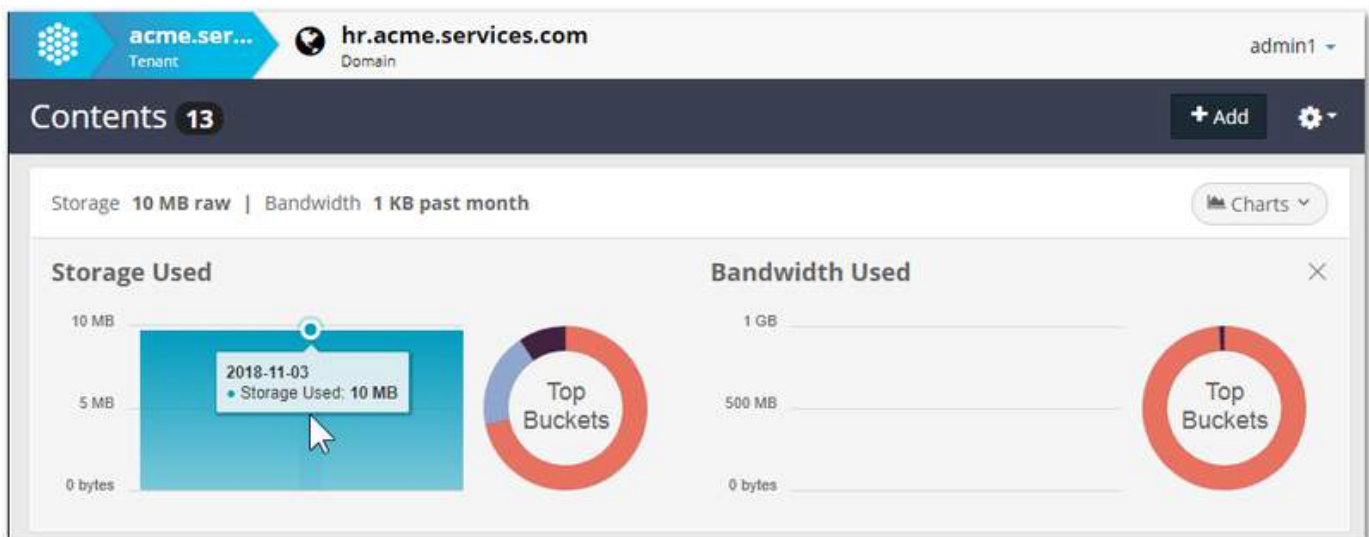 acme.ser...
Tenant
hr.acme.services.com
Domain
admin1
Contents 13
+ Add
Storage 10 MB raw | Bandwidth 1 KB past month
Charts
Storage Used
Bandwidth Used
10 MB
5 MB
0 bytes
2018-11-03
• Storage Used: 10 MB
Top
Buckets
1 GB
500 MB
0 bytes
Top
Buckets